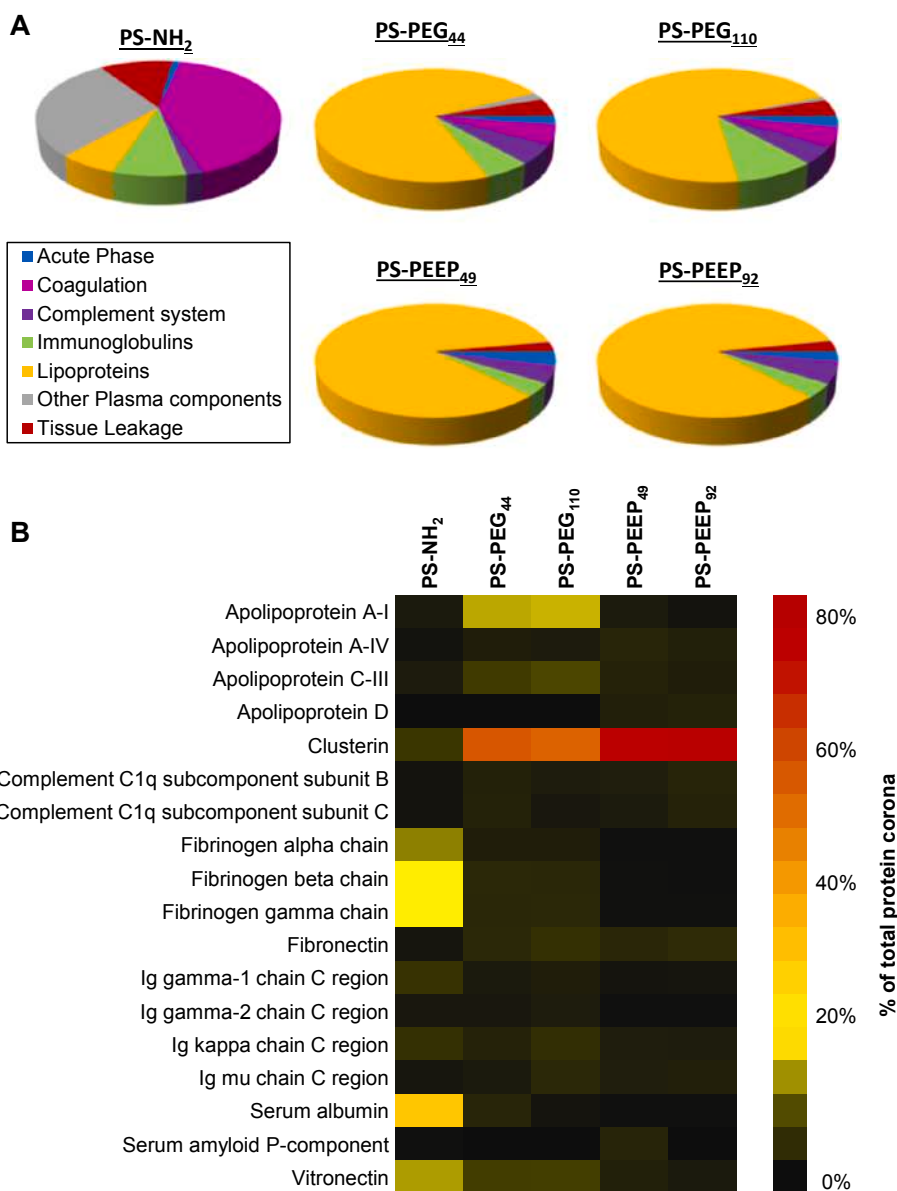 A
PS-NH2
PS-PEG44
PS-PEG110
Acute Phase
Coagulation
Complement system
Immunoglobulins
Lipoproteins
Other Plasma components
Tissue Leakage
PS-PEEP49
PS-PEEP92
B
PS-NH2
PS-PEG44
PS-PEG110
PS-PEEP49
PS-PEEP92
Apolipoprotein A-I
Apolipoprotein A-IV
Apolipoprotein C-III
Apolipoprotein D
Clusterin
Complement C1q subcomponent subunit B
Complement C1q subcomponent subunit C
Fibrinogen alpha chain
Fibrinogen beta chain
Fibrinogen gamma chain
Fibronectin
Ig gamma-1 chain C region
Ig gamma-2 chain C region
Ig kappa chain C region
Ig mu chain C region
Serum albumin
Serum amyloid P-component
Vitronectin
80%
60%
40%
20%
0%
% of total protein corona